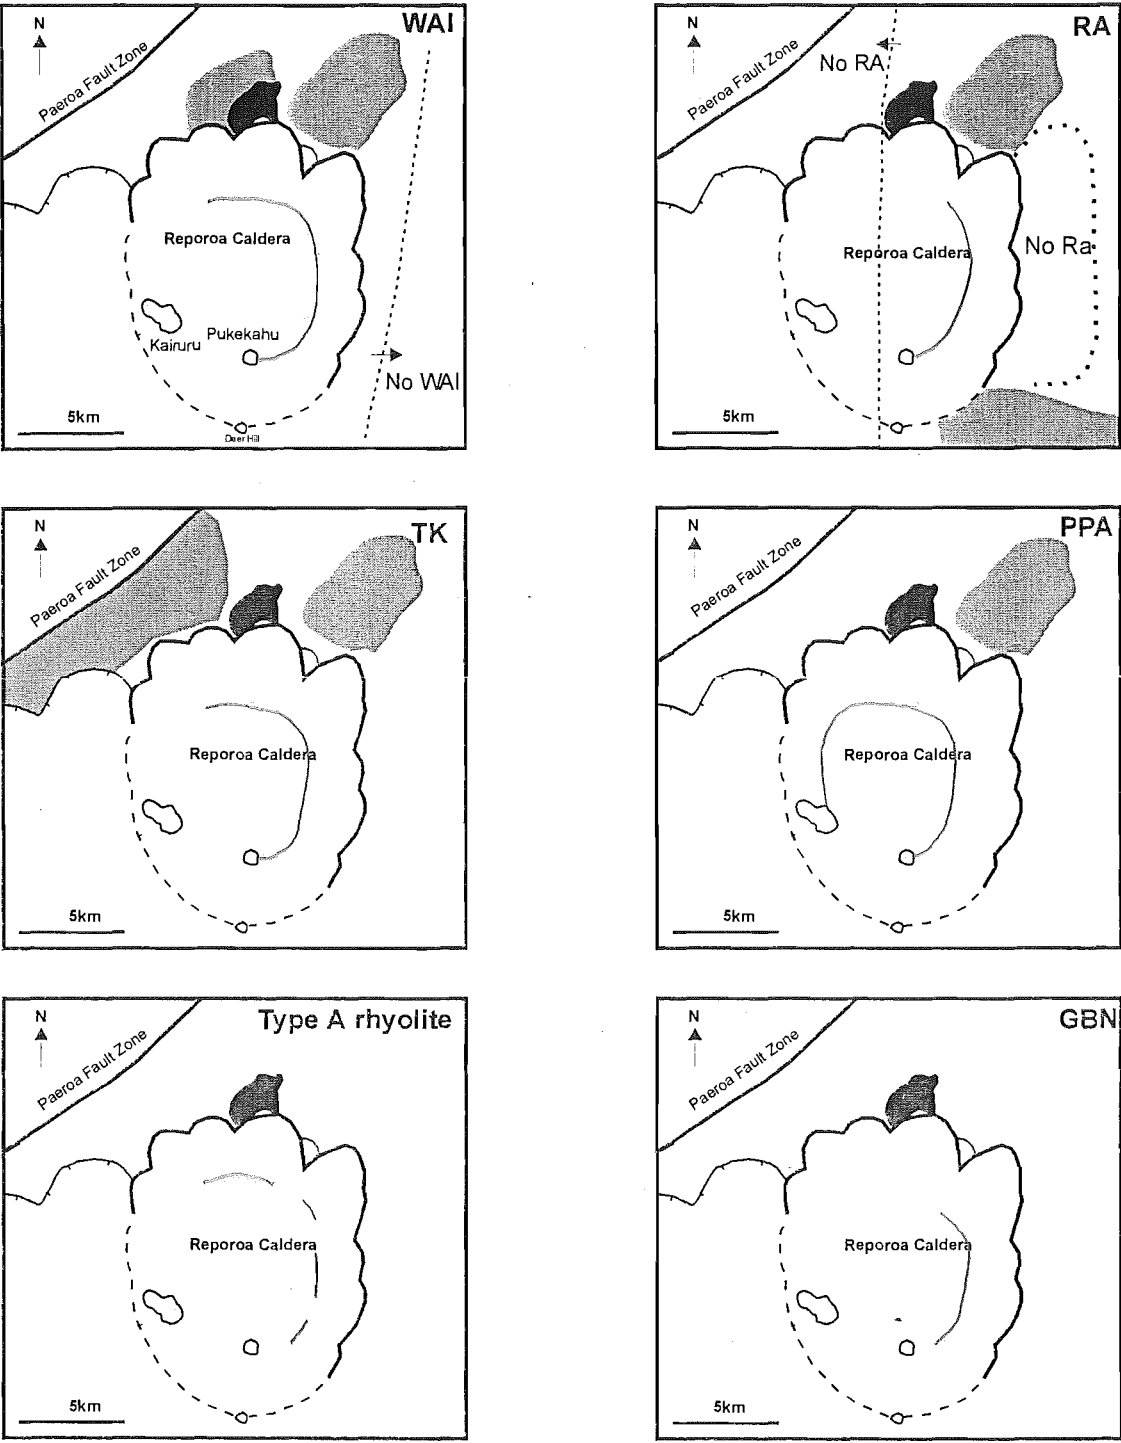 WAI
N
Paeroa Fault Zone
Reporoa Caldera
Kairuru
Pukekahu
No WAI
5km
Deer Hill
RA
N
Paeroa Fault Zone
No RA
Reporoa Caldera
No Ra
5km
TK
N
Paeroa Fault Zone
Reporoa Caldera
5km
PPA
N
Paeroa Fault Zone
Reporoa Caldera
5km
Type A rhyolite
N
Paeroa Fault Zone
Reporoa Caldera
5km
GBN
N
Paeroa Fault Zone
Reporoa Caldera
5km